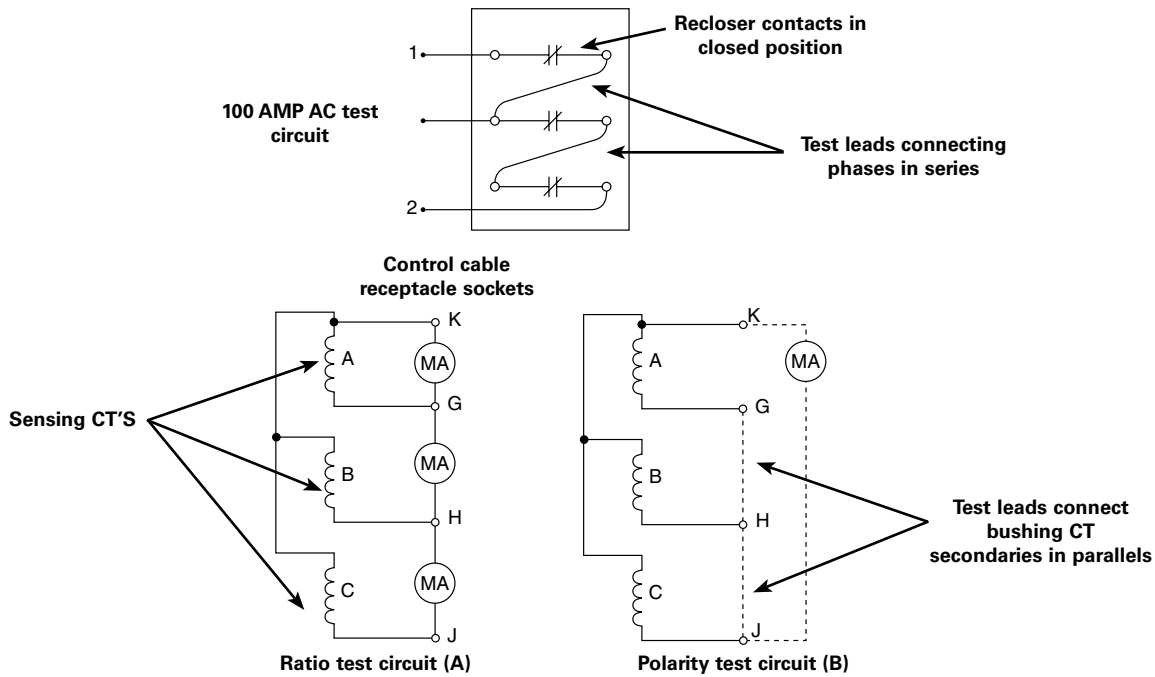 Recloser contacts in
closed position
1
100 AMP AC test
circuit
Test leads connecting
phases in series
2
Control cable
receptacle sockets
K
A
MA
G
Sensing CT'S
B
MA
H
C
MA
J
Ratio test circuit (A)
K
A
MA
G
B
H
Test leads connect
bushing CT
secondaries in parallels
C
J
Polarity test circuit (B)